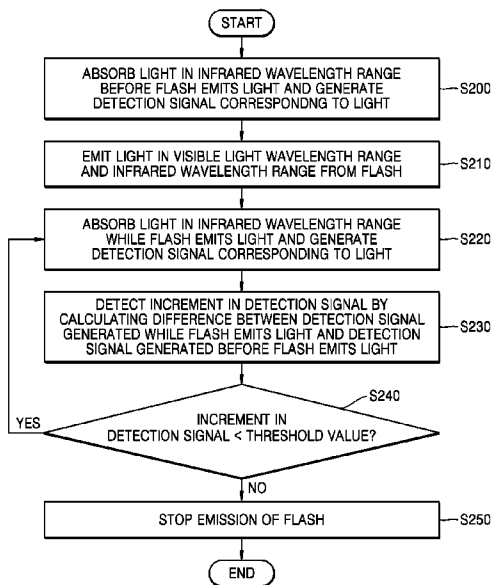 START
ABSORB LIGHT IN INFRARED WAVELENGTH RANGE
BEFORE FLASH EMITS LIGHT AND GENERATE
DETECTION SIGNAL CORRESPONDNG TO LIGHT
S200
EMIT LIGHT IN VISIBLE LIGHT WAVELENGTH RANGE
AND INFRARED WAVELENGTH RANGE FROM FLASH
S210
ABSORB LIGHT IN INFRARED WAVELENGTH RANGE
WHILE FLASH EMITS LIGHT AND GENERATE
DETECTION SIGNAL CORRESPONDING TO LIGHT
S220
DETECT INCREMENT IN DETECTION SIGNAL BY
CALCULATING DIFFERENCE BETWEEN DETECTION SIGNAL
GENERATED WHILE FLASH EMITS LIGHT AND DETECTION
SIGNAL GENERATED BEFORE FLASH EMITS LIGHT
S230
S240
YES
INCREMENT IN
DETECTION SIGNAL < THRESHOLD VALUE?
NO
STOP EMISSION OF FLASH
S250
END